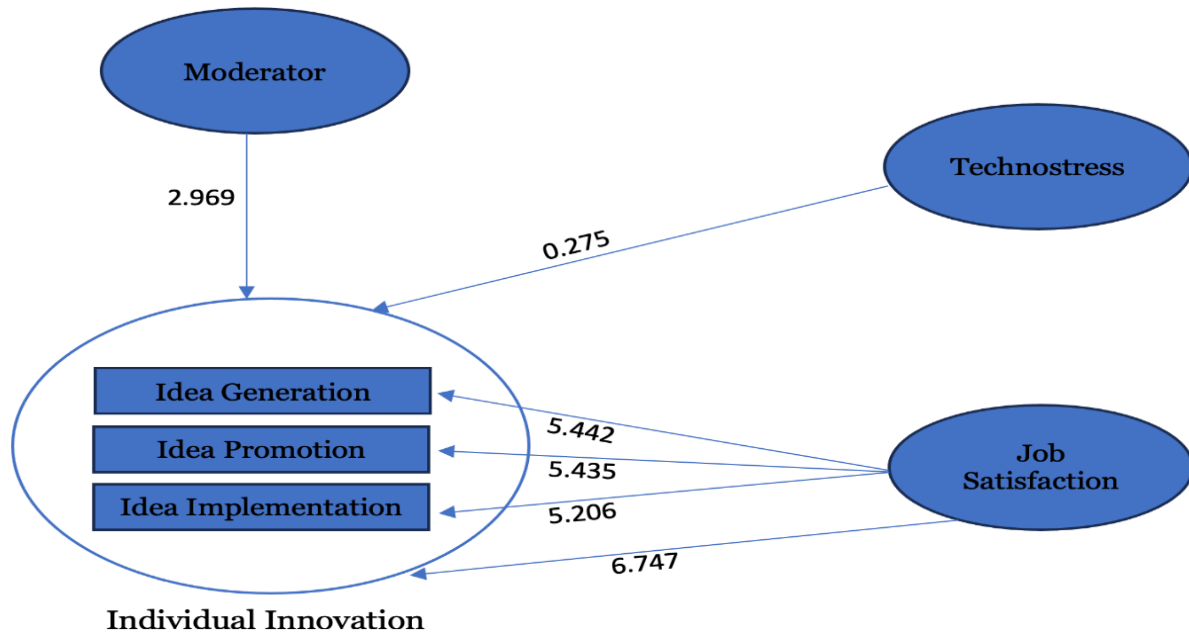 Moderator
Technostress
2.969
0.275
Idea Generation
5.442
Idea Promotion
5.435
Job
Satisfaction
Idea Implementation
5.206
6.747
Individual Innovation